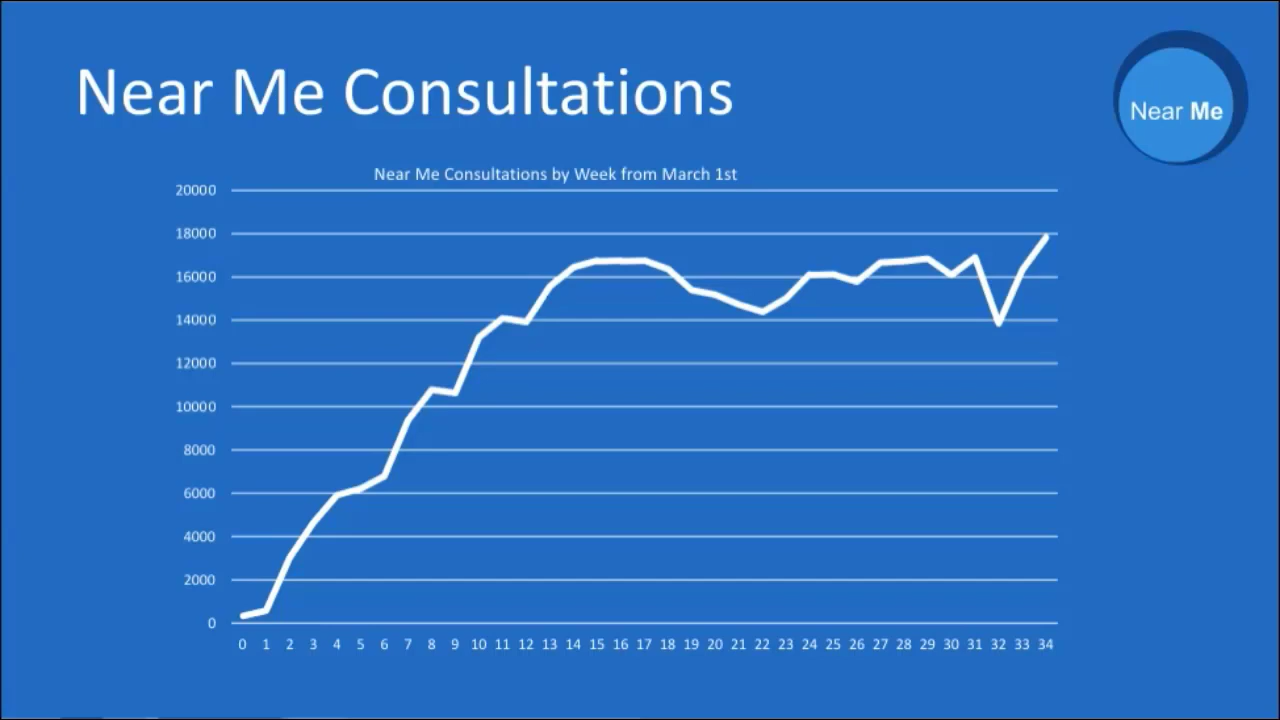 Near Me Consultations
Near Me
Near Me Consultations by Week from March 1st
20000
18000
16000
14000
12000
10000
8000
6000
4000
2000
0
0 1 2 3 4 5 6 7 8 9 10 11 12 13 14 15 16 17 18 19 20 21 22 23 24 25 26 27 28 29 30 31 32 33 34